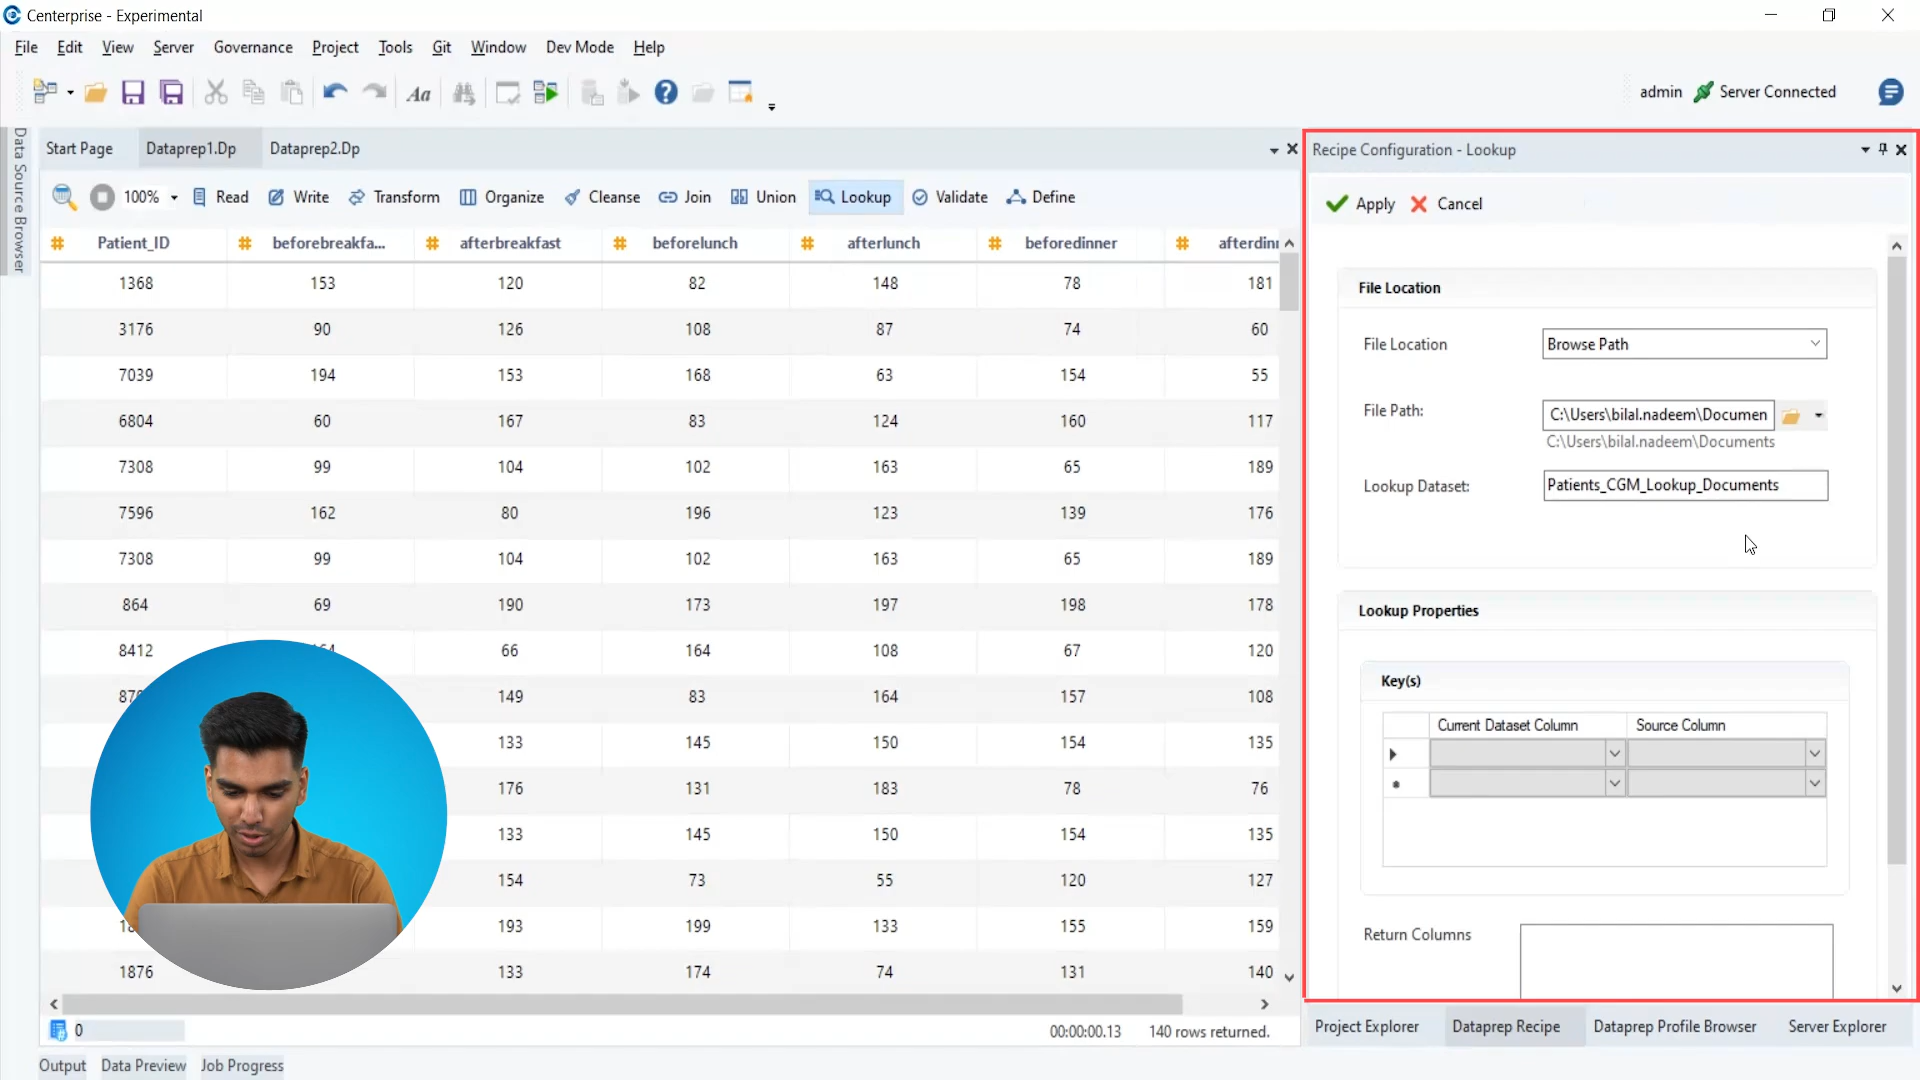 Centerprise - Experimental
File Edit View Server Governance Project Tools Git Window Dev Mode Help
Aa
admin Server Connected
Data Source Browser
Start Page Dataprep1.Dp Dataprep2.Dp
100% Read Write Transform Organize Cleanse Join Union Lookup Validate Define
Patient_ID beforebreakfa... afterbreakfast beforelunch afterlunch beforedinner afterdinn
1368 153 120 82 148 78 181
3176 90 126 108 87 74 60
7039 194 153 168 63 154 55
6804 60 167 83 124 160 117
7308 99 104 102 163 65 189
7596 162 80 196 123 139 176
7308 99 104 102 163 65 189
864 69 190 173 197 198 178
8412 66 164 108 67 120
149 83 164 157 108
133 145 150 154 135
176 131 183 78 76
133 145 150 154 135
154 73 55 120 127
193 199 133 155 159
1876 133 174 74 131 140
0 00:00:00.13 140 rows returned.
Output Data Preview Job Progress
Recipe Configuration - Lookup
Apply Cancel
File Location
File Location Browse Path
File Path: C:\Users\bilal.nadeem\Documen
C:\Users\bilal.nadeem\Documents
Lookup Dataset: Patients_CGM_Lookup_Documents
Lookup Properties
Key(s)
Current Dataset Column Source Column
Return Columns
Project Explorer Dataprep Recipe Dataprep Profile Browser Server Explorer